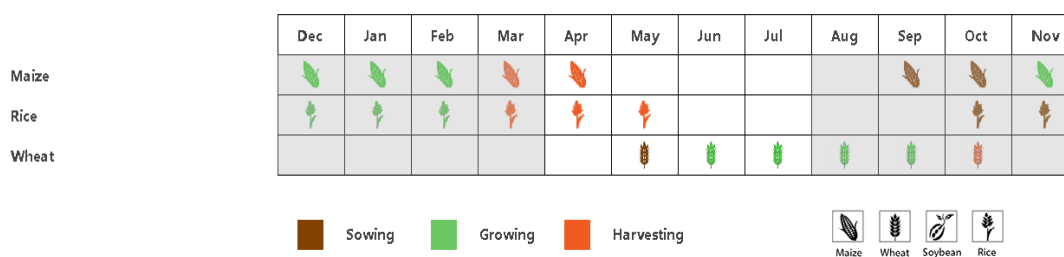 Dec Jan Feb Mar Apr May Jun Jul Aug Sep Oct Nov
Maize
Rice
Wheat
Sowing Growing Harvesting
Maize Wheat Soybean Rice